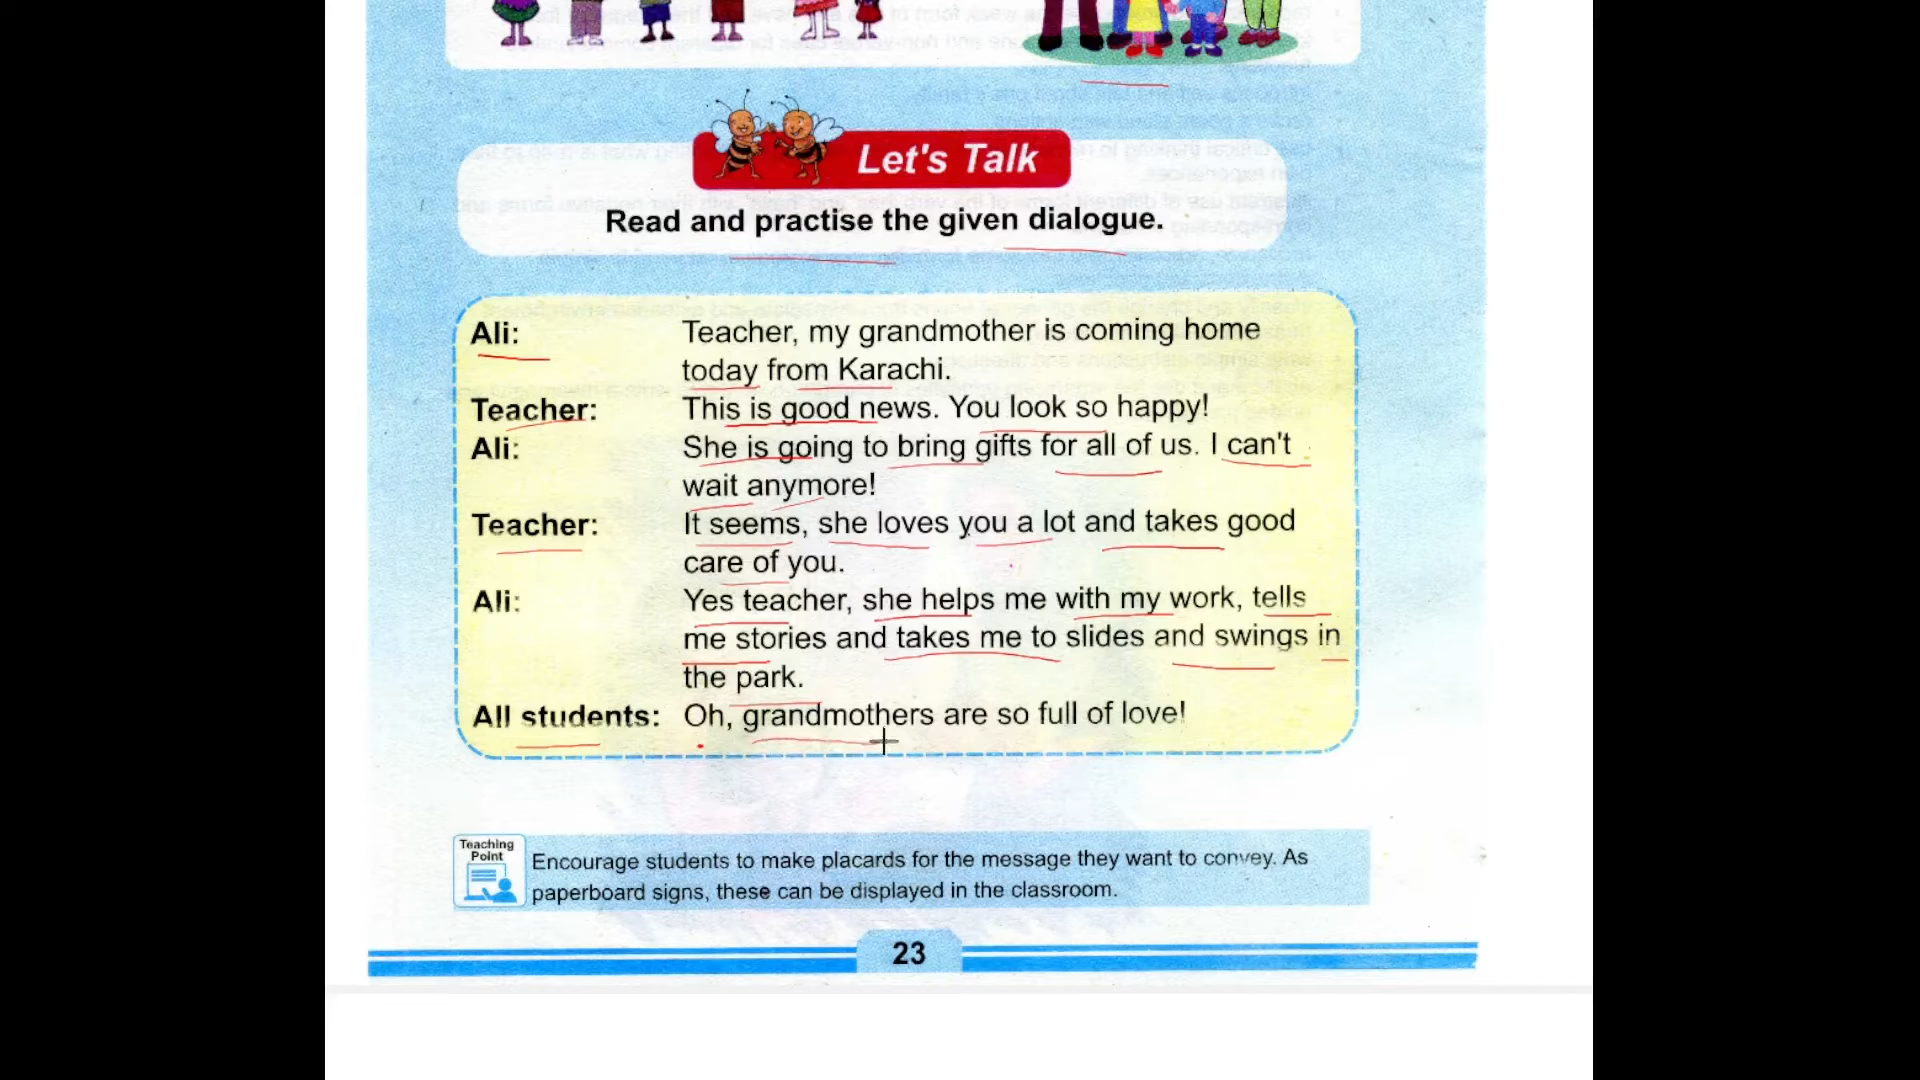 Let's Talk
Read and practise the given dialogue.
Ali: Teacher, my grandmother is coming home
today from Karachi.
Teacher: This is good news. You look so happy!
Ali: She is going to bring gifts for all of us. I can't
wait anymore!
Teacher: It seems, she loves you a lot and takes good
care of you.
Ali: Yes teacher, she helps me with my work, tells
me stories and takes me to slides and swings in
the park.
All students: Oh, grandmothers are so full of love!
Teaching
Point
Encourage students to make placards for the message they want to convey. As
paperboard signs, these can be displayed in the classroom.
23